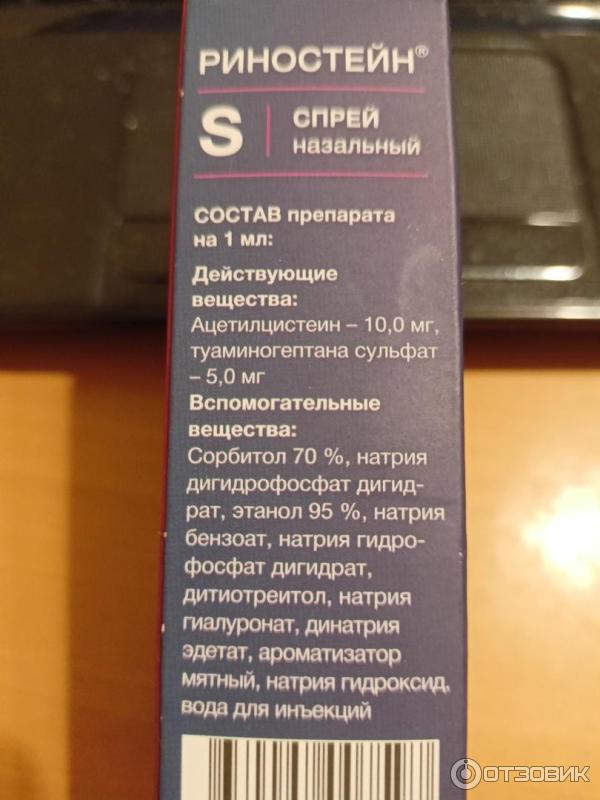 РИНОСТЕЙН®
S
СПРЕЙ
назальный
СОСТАВ препарата
на 1 мл:
Действующие
вещества:
Ацетилцистеин – 10,0 мг,
туаминогептана сульфат
– 5,0 мг
Вспомогательные
вещества:
Сорбитол 70 %, натрия
дигидрофосфат дигид-
рат, этанол 95 %, натрия
бензоат, натрия гидро-
фосфат дигидрат,
дитиотреитол, натрия
гиалуронат, динатрия
эдетат, ароматизатор
мятный, натрия гидроксид,
вода для инъекций
ОТЗОВИК